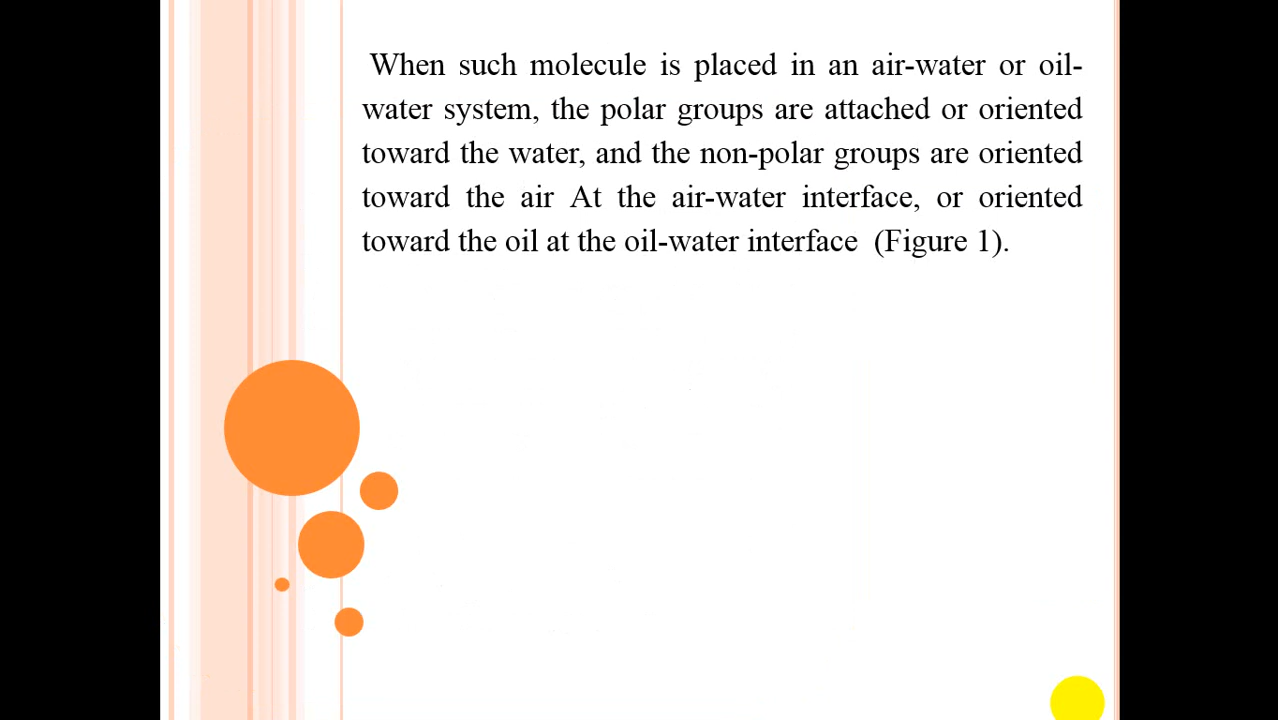 When such molecule is placed in an air-water or oil-
water system, the polar groups are attached or oriented
toward the water, and the non-polar groups are oriented
toward the air At the air-water interface, or oriented
toward the oil at the oil-water interface  (Figure 1).